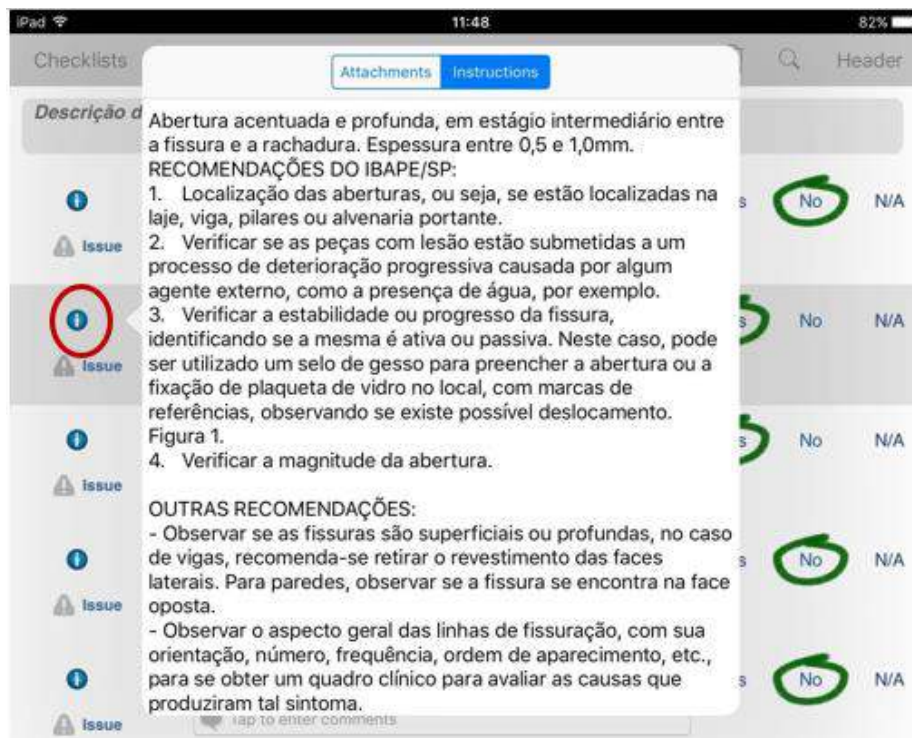 iPad 11:48 82%
Checklists Attachments Instructions Header
Descrição d
Abertura acentuada e profunda, em estágio intermediário entre
a fissura e a rachadura. Espessura entre 0,5 e 1,0mm.
RECOMENDAÇÕES DO IBAPE/SP:
1. Localização das aberturas, ou seja, se estão localizadas na
laje, viga, pilares ou alvenaria portante.
2. Verificar se as peças com lesão estão submetidas a um
processo de deterioração progressiva causada por algum
agente externo, como a presença de água, por exemplo.
3. Verificar a estabilidade ou progresso da fissura,
identificando se a mesma é ativa ou passiva. Neste caso, pode
ser utilizado um selo de gesso para preencher a abertura ou a
fixação de plaqueta de vidro no local, com marcas de
referências, observando se existe possível deslocamento.
Figura 1.
4. Verificar a magnitude da abertura.
OUTRAS RECOMENDAÇÕES:
- Observar se as fissuras são superficiais ou profundas, no caso
de vigas, recomenda-se retirar o revestimento das faces
laterais. Para paredes, observar se a fissura se encontra na face
oposta.
- Observar o aspecto geral das linhas de fissuração, com sua
orientação, número, frequência, ordem de aparecimento, etc.,
para se obter um quadro clínico para avaliar as causas que
produziram tal sintoma.
Tap to enter comments
s No N/A
Issue
s No N/A
Issue
s No N/A
Issue
s No N/A
Issue
s No N/A
Issue